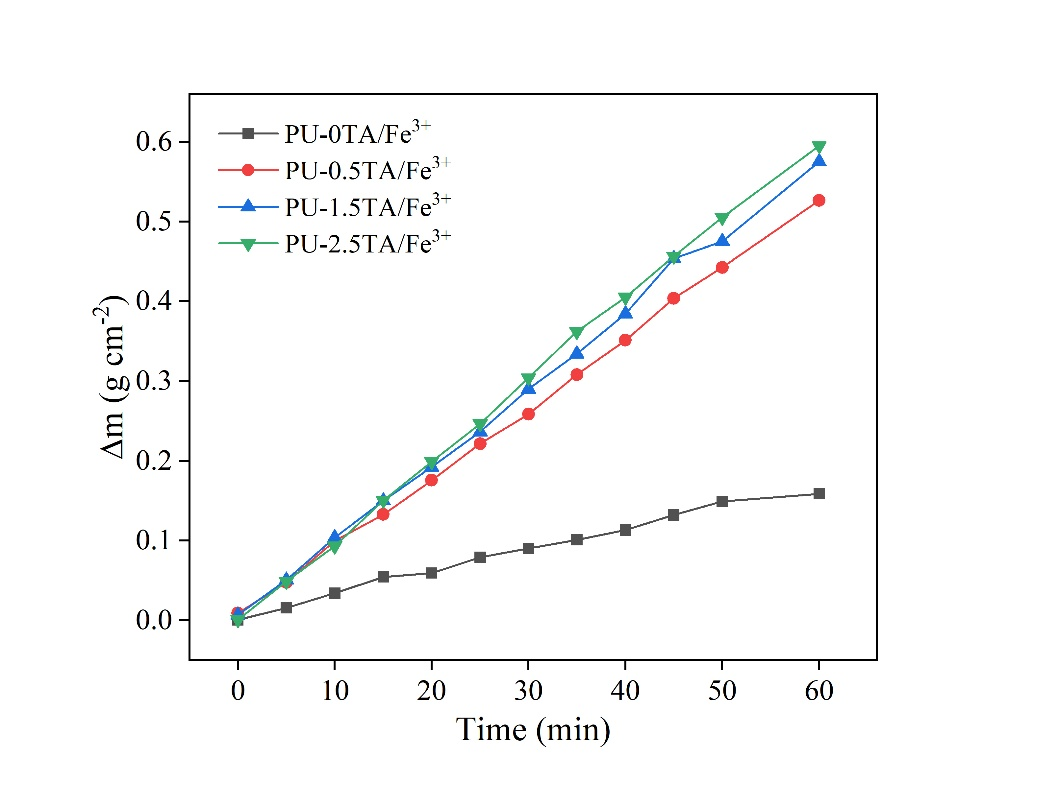 PU-0TA/Fe³⁺
PU-0.5TA/Fe³⁺
PU-1.5TA/Fe³⁺
PU-2.5TA/Fe³⁺
0.6
0.5
0.4
0.3
0.2
0.1
0.0
Δm (g cm⁻²)
0 10 20 30 40 50 60
Time (min)